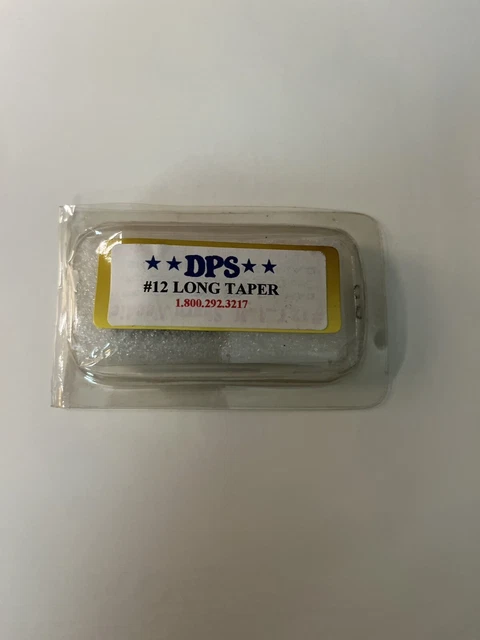 ★★DPS★★
#12 LONG TAPER
1.800.292.3217